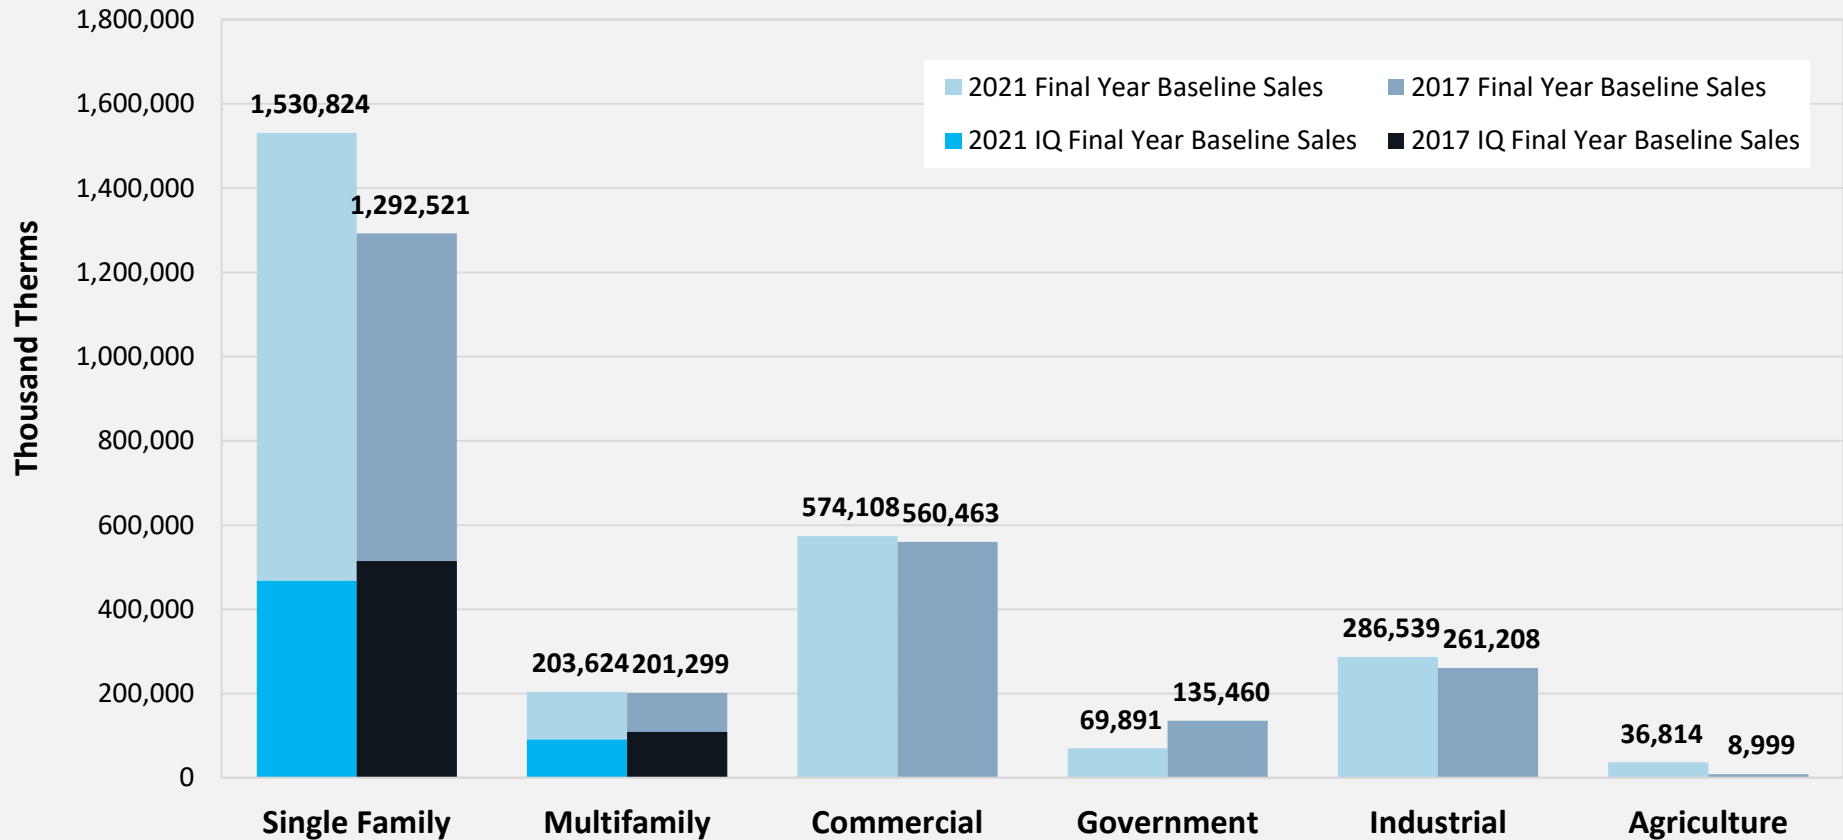 Thousand Therms
1,800,000
1,600,000
1,400,000
1,200,000
1,000,000
800,000
600,000
400,000
200,000
0
2021 Final Year Baseline Sales
2017 Final Year Baseline Sales
2021 IQ Final Year Baseline Sales
2017 IQ Final Year Baseline Sales
1,530,824
1,292,521
203,624
201,299
574,108
560,463
69,891
135,460
286,539
261,208
36,814
8,999
Single Family
Multifamily
Commercial
Government
Industrial
Agriculture